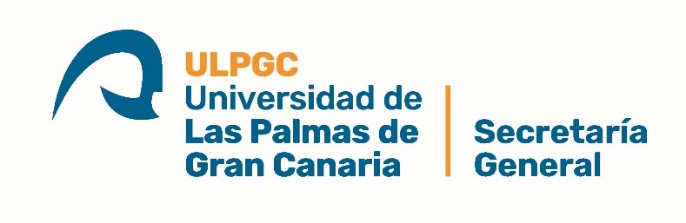 ULPGC
Universidad de
Las Palmas de
Gran Canaria
Secretaría
General